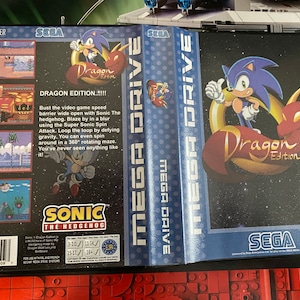 SEGA
Dragon
Edition
DRAGON EDITION.!!!!
Bust the video game speed
barrier wide open with Sonic The
hedgehog. Blaze by in a blur
using the Super Sonic Spin
Attack. Loop the loop by defying
gravity. You can even spin
around in a 360° rotating maze.
You've never seen anything like
it!
SONIC
THE HEDGEHOG
MEGA DRIVE
MEGA DRIVE
SEGA
MEGA DRIVE
Dragon
Edition
SEGA